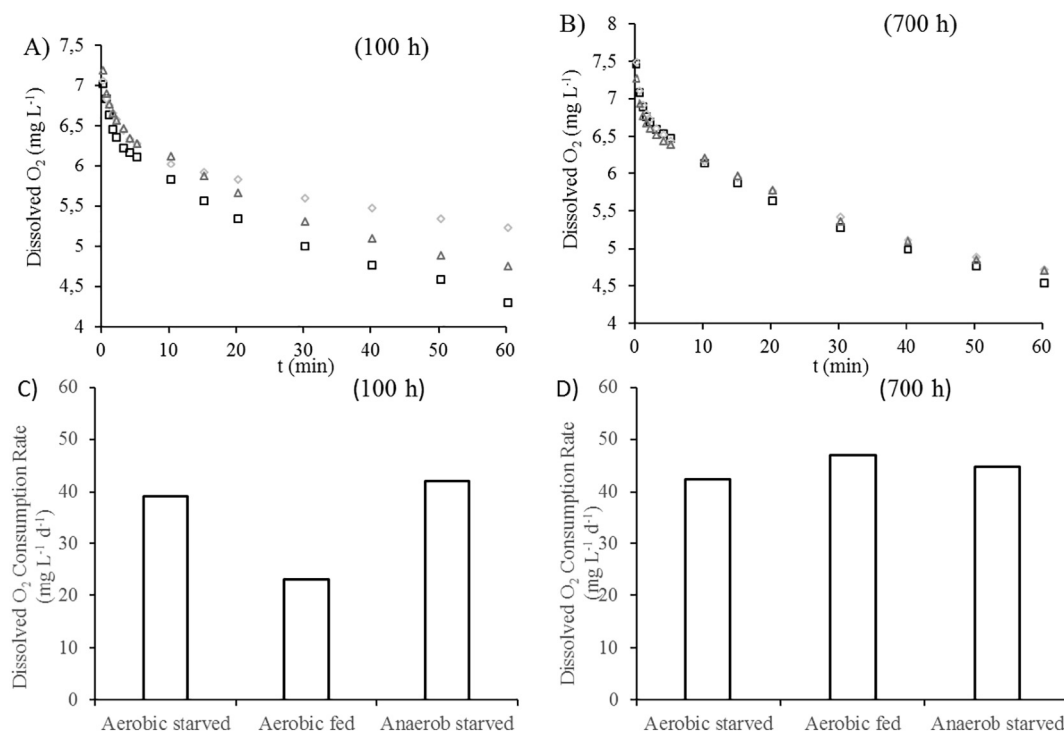 A)
(100 h)
Dissolved O₂ (mg L⁻¹)
7,5
7
6,5
6
5,5
5
4,5
4
0 10 20 30 40 50 60
t (min)
B)
(700 h)
Dissolved O₂ (mg L⁻¹)
8
7,5
7
6,5
6
5,5
5
4,5
4
0 10 20 30 40 50 60
t (min)
C)
(100 h)
Dissolved O₂ Consumption Rate
(mg L⁻¹ d⁻¹)
60
50
40
30
20
10
0
Aerobic starved Aerobic fed Anaerob starved
D)
(700 h)
Dissolved O₂ Consumption Rate
(mg L⁻¹ d⁻¹)
60
50
40
30
20
10
0
Aerobic starved Aerobic fed Anaerob starved